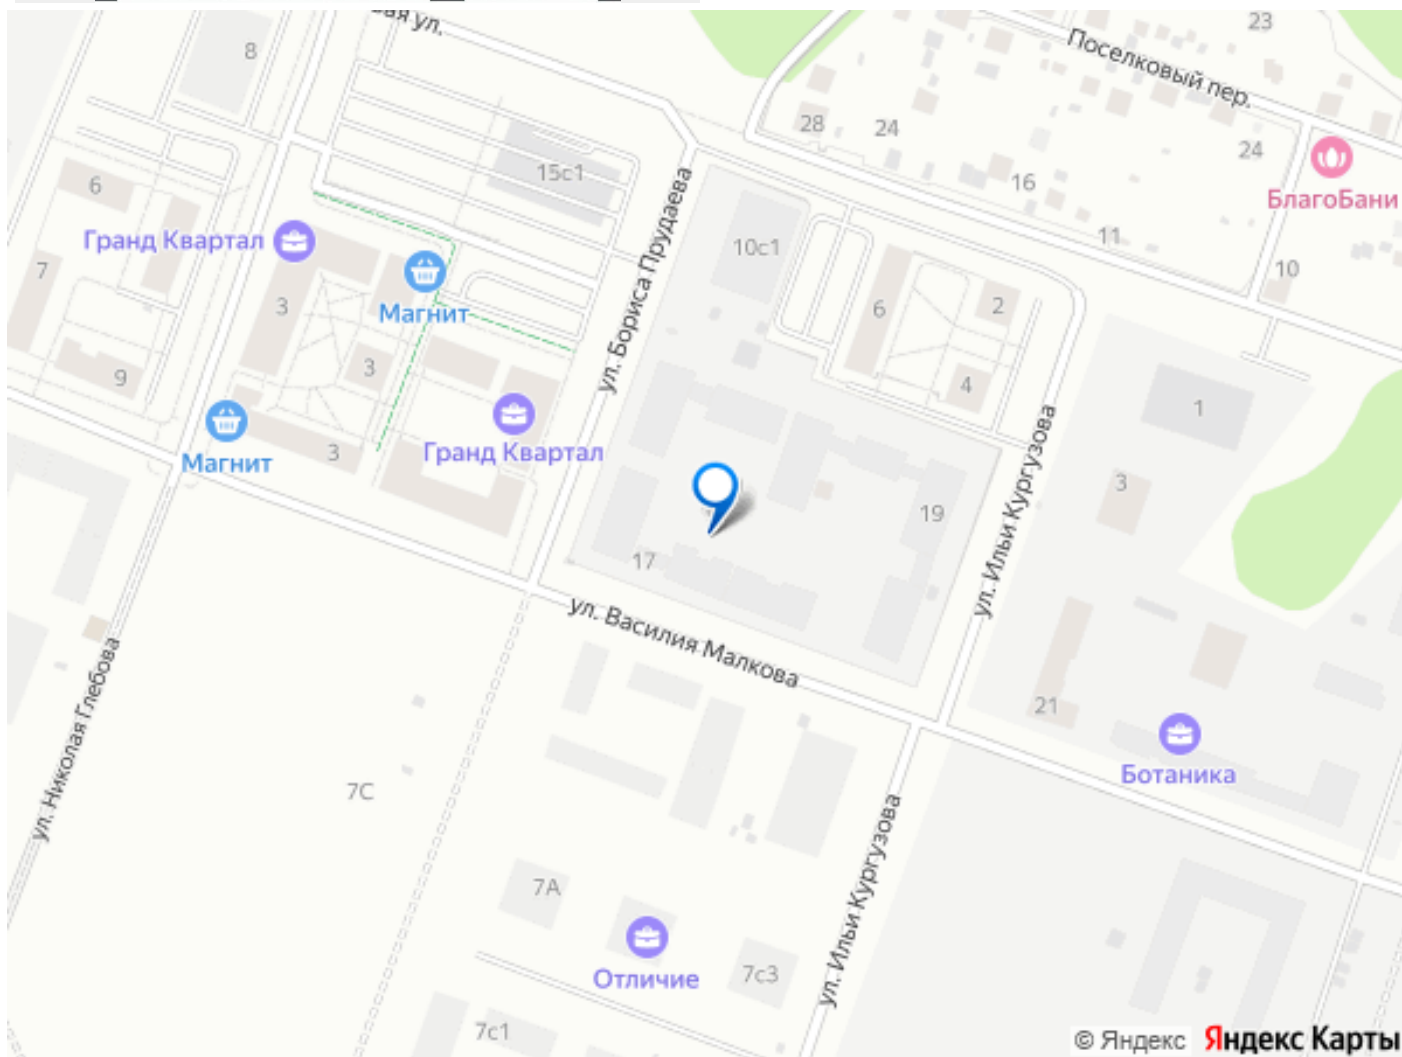 вая ул.
8
23
Поселковый пер.
28
24
24
15с1
6
16
БлагоБани
Гранд Квартал
11
10с1
7
10
Магнит
3
6
2
ул. Бориса Прудаева
3
9
4
1
Гранд Квартал
Магнит
3
3
19
17
ул. Ильи Кургузова
ул. Василия Малкова
21
ул. Николая Глебова
Ботаника
7С
7А
ул. Ильи Кургузова
Отличие
7с3
7с1
© Яндекс Яндекс Карты